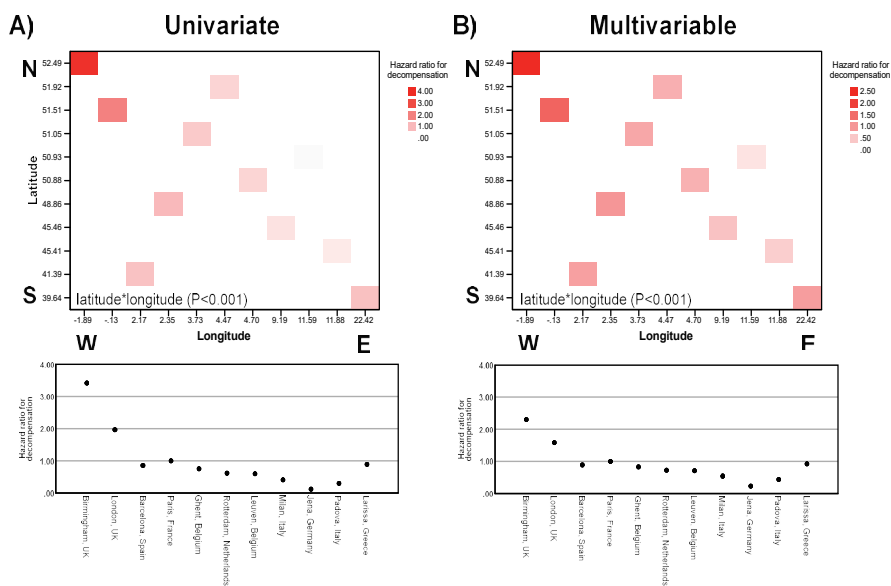 A)
Univariate
N
Latitude
S
52.49
51.92
51.51
51.05
50.93
50.88
48.86
45.46
45.41
41.39
39.64
latitude*longitude (P<0.001)
-1.89 -.13 2.17 2.35 3.73 4.47 4.70 9.19 11.59 11.88 22.42
Longitude
W E
Hazard ratio for
decompensation
4.00
3.00
2.00
1.00
.00
Hazard ratio for
decompensation
4.00
3.00
2.00
1.00
.00
Birmingham, UK
London, UK
Barcelona, Spain
Paris, France
Ghent, Belgium
Rotterdam, Netherlands
Leuven, Belgium
Milan, Italy
Jena, Germany
Padova, Italy
Larissa, Greece
B)
Multivariable
N
S
52.49
51.92
51.51
51.05
50.93
50.88
48.86
45.46
45.41
41.39
39.64
latitude*longitude (P<0.001)
-1.89 -.13 2.17 2.35 3.73 4.47 4.70 9.19 11.59 11.88 22.42
Longitude
W F
Hazard ratio for
decompensation
2.50
2.00
1.50
1.00
.50
.00
Hazard ratio for
decompensation
4.00
3.00
2.00
1.00
.00
Birmingham, UK
London, UK
Barcelona, Spain
Paris, France
Ghent, Belgium
Rotterdam, Netherlands
Leuven, Belgium
Milan, Italy
Jena, Germany
Padova, Italy
Larissa, Greece